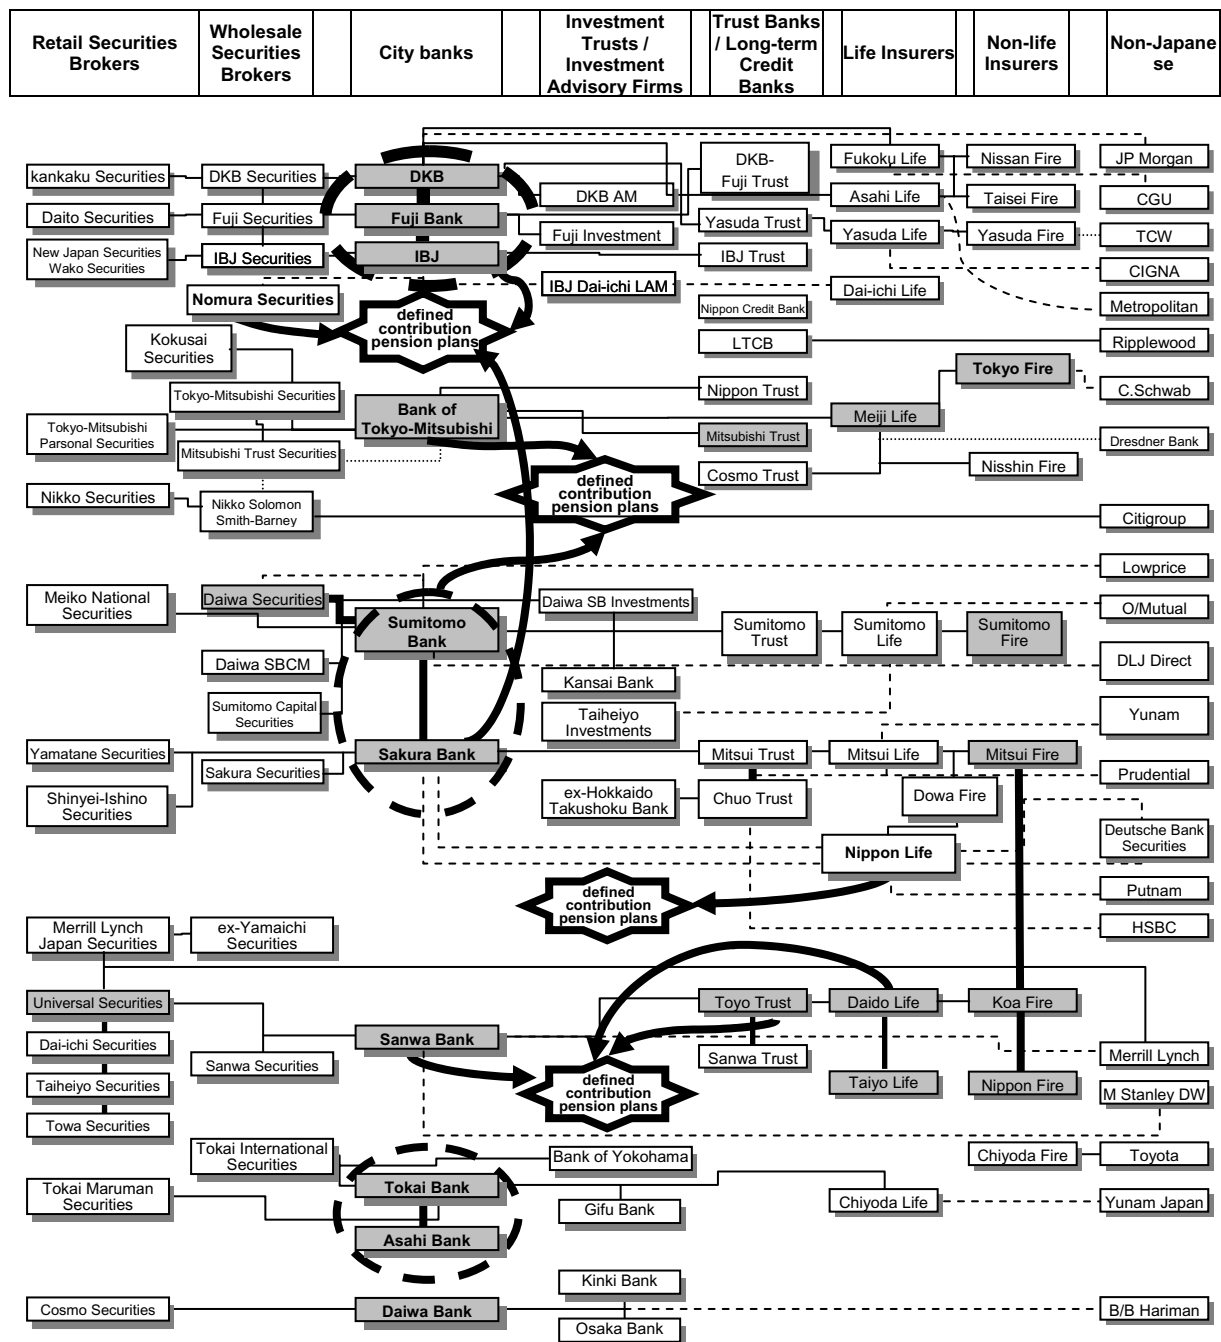 Retail Securities
Brokers
Wholesale
Securities
Brokers
City banks
Investment
Trusts /
Investment
Advisory Firms
Trust Banks
/ Long-term
Credit
Banks
Life Insurers
Non-life
Insurers
Non-Japane
se
kankaku Securities
DKB Securities
DKB
DKB AM
DKB-
Fuji Trust
Fukoku Life
Nissan Fire
JP Morgan
Asahi Life
Taisei Fire
CGU
Daito Securities
Fuji Securities
Fuji Bank
Fuji Investment
Yasuda Trust
Yasuda Life
Yasuda Fire
TCW
New Japan Securities
Wako Securities
IBJ Securities
IBJ
IBJ Trust
CIGNA
Nomura Securities
IBJ Dai-ichi LAM
Dai-ichi Life
Metropolitan
defined
contribution
pension plans
Nippon Credit Bank
Kokusai
Securities
LTCB
Ripplewood
Tokyo Fire
Tokyo-Mitsubishi Securities
Nippon Trust
C.Schwab
Bank of
Tokyo-Mitsubishi
Meiji Life
Tokyo-Mitsubishi
Parsonal Securities
Mitsubishi Trust
Dresdner Bank
Mitsubishi Trust Securities
Cosmo Trust
Nisshin Fire
defined
contribution
pension plans
Nikko Securities
Nikko Solomon
Smith-Barney
Citigroup
Lowprice
Meiko National
Securities
Daiwa Securities
Daiwa SB Investments
O/Mutual
Sumitomo
Bank
Sumitomo
Trust
Sumitomo
Life
Sumitomo
Fire
Daiwa SBCM
DLJ Direct
Kansai Bank
Sumitomo Capital
Securities
Taiheiyo
Investments
Yunam
Yamatane Securities
Sakura Bank
Mitsui Trust
Mitsui Life
Mitsui Fire
Sakura Securities
Prudential
Shinyei-Ishino
Securities
ex-Hokkaido
Takushoku Bank
Chuo Trust
Dowa Fire
Nippon Life
Deutsche Bank
Securities
defined
contribution
pension plans
Putnam
Merrill Lynch
Japan Securities
ex-Yamaichi
Securities
HSBC
Universal Securities
Toyo Trust
Daido Life
Koa Fire
Dai-ichi Securities
Sanwa Bank
Sanwa Securities
Sanwa Trust
Merrill Lynch
Taiheiyo Securities
defined
contribution
pension plans
Taiyo Life
Nippon Fire
M Stanley DW
Towa Securities
Tokai International
Securities
Bank of Yokohama
Chiyoda Fire
Toyota
Tokai Maruman
Securities
Tokai Bank
Gifu Bank
Chiyoda Life
Yunam Japan
Asahi Bank
Kinki Bank
Cosmo Securities
Daiwa Bank
B/B Hariman
Osaka Bank